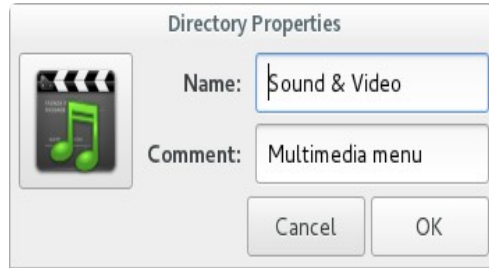 Directory Properties
Name: Sound & Video
Comment: Multimedia menu
Cancel OK